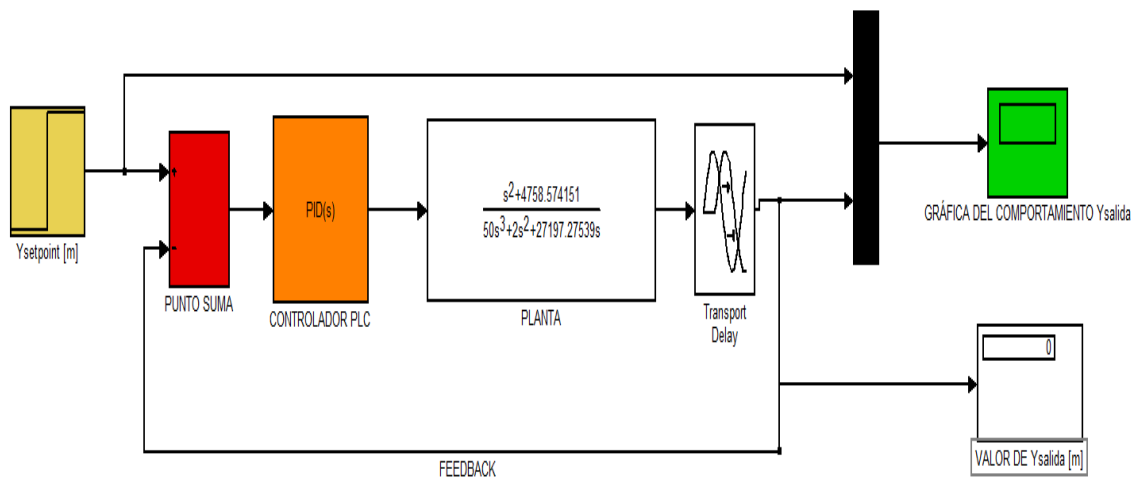 Ysetpoint [m]
+
-
PUNTO SUMA
PID(s)
CONTROLADOR PLC
s²+4758.574151
50s³+2s²+27197.27539s
PLANTA
Transport
Delay
GRÁFICA DEL COMPORTAMIENTO Ysalida
0
VALOR DE Ysalida [m]
FEEDBACK